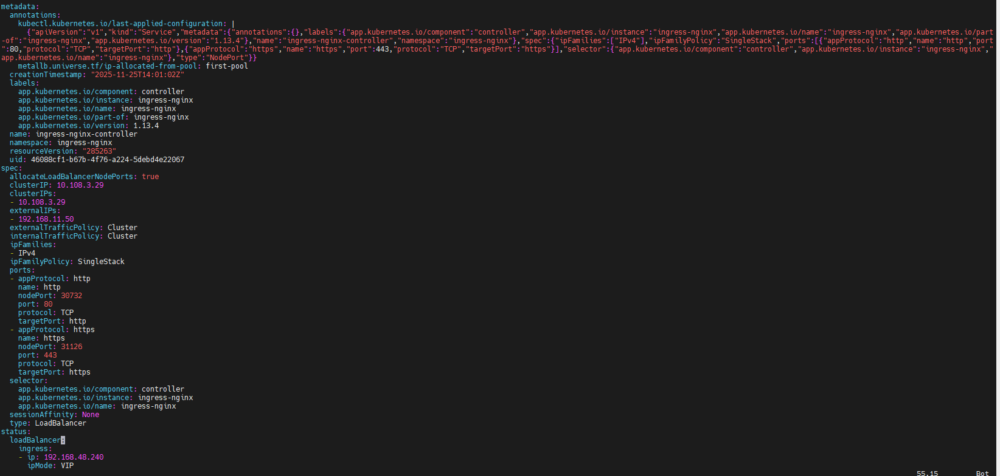 metadata:
  annotations:
    kubectl.kubernetes.io/last-applied-configuration: |
      {"apiVersion":"v1","kind":"Service","metadata":{"annotations":{},"labels":{"app.kubernetes.io/component":"controller","app.kubernetes.io/instance":"ingress-nginx","app.kubernetes.io/name":"ingress-nginx","app.kubernetes.io/part
-of":"ingress-nginx","app.kubernetes.io/version":"1.13.4"},"name":"ingress-nginx-controller","namespace":"ingress-nginx"},"spec":{"ipFamilies":["IPv4"],"ipFamilyPolicy":"SingleStack","ports":[{"appProtocol":"http","name":"http","port
":80,"protocol":"TCP","targetPort":"http"},{"appProtocol":"https","name":"https","port":443,"protocol":"TCP","targetPort":"https"}],"selector":{"app.kubernetes.io/component":"controller","app.kubernetes.io/instance":"ingress-nginx","
app.kubernetes.io/name":"ingress-nginx"},"type":"NodePort"}}
    metallb.universe.tf/ip-allocated-from-pool: first-pool
  creationTimestamp: "2025-11-25T14:01:02Z"
  labels:
    app.kubernetes.io/component: controller
    app.kubernetes.io/instance: ingress-nginx
    app.kubernetes.io/name: ingress-nginx
    app.kubernetes.io/part-of: ingress-nginx
    app.kubernetes.io/version: 1.13.4
  name: ingress-nginx-controller
  namespace: ingress-nginx
  resourceVersion: "285263"
  uid: 46088cf1-b67b-4f76-a224-5debd4e22067
spec:
  allocateLoadBalancerNodePorts: true
  clusterIP: 10.108.3.29
  clusterIPs:
  - 10.108.3.29
  externalIPs:
  - 192.168.11.50
  externalTrafficPolicy: Cluster
  internalTrafficPolicy: Cluster
  ipFamilies:
  - IPv4
  ipFamilyPolicy: SingleStack
  ports:
  - appProtocol: http
    name: http
    nodePort: 30732
    port: 80
    protocol: TCP
    targetPort: http
  - appProtocol: https
    name: https
    nodePort: 31126
    port: 443
    protocol: TCP
    targetPort: https
  selector:
    app.kubernetes.io/component: controller
    app.kubernetes.io/instance: ingress-nginx
    app.kubernetes.io/name: ingress-nginx
  sessionAffinity: None
  type: LoadBalancer
status:
  loadBalancer:
    ingress:
    - ip: 192.168.48.240
      ipMode: VIP
55,15 Bot